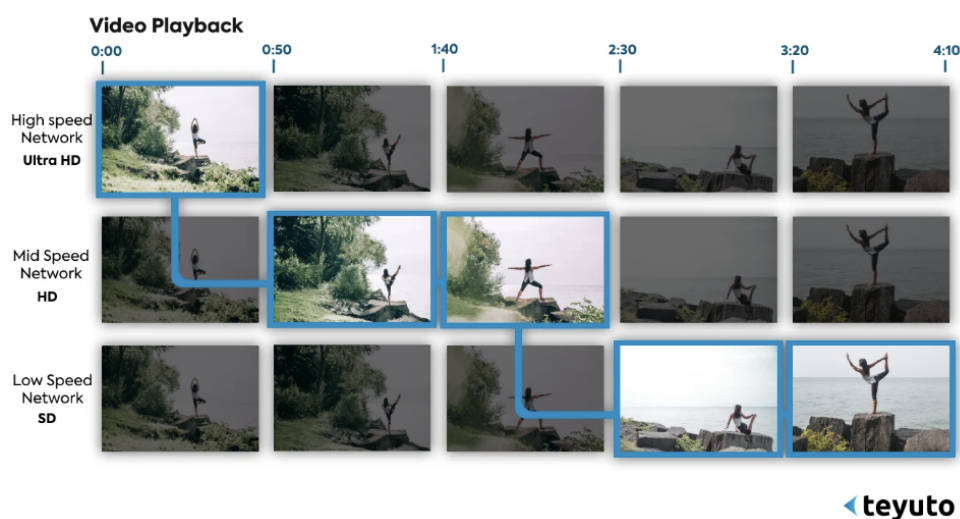 Video Playback
0:00 0:50 1:40 2:30 3:20 4:10
High speed
Network
Ultra HD
Mid Speed
Network
HD
Low Speed
Network
SD
teyuto